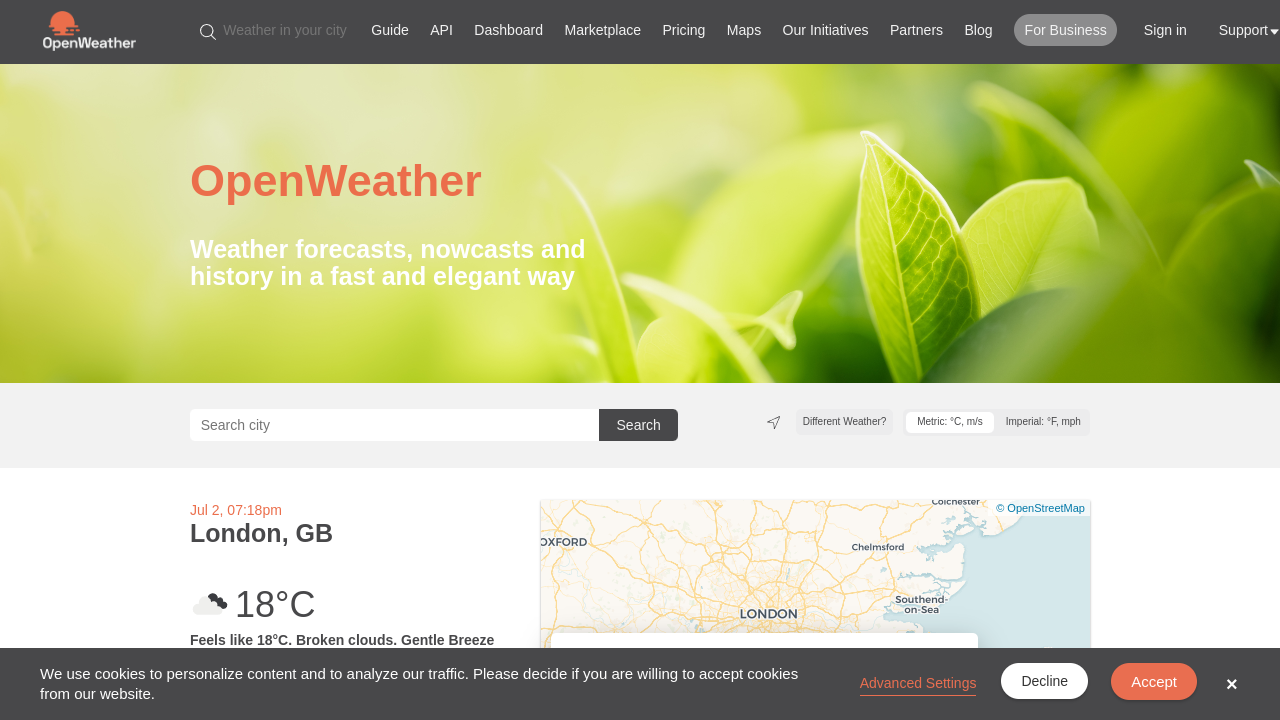 OpenWeather
Weather in your city
Guide
API
Dashboard
Marketplace
Pricing
Maps
Our Initiatives
Partners
Blog
For Business
Sign in
Support
OpenWeather
Weather forecasts, nowcasts and
history in a fast and elegant way
Search city
Search
Different Weather?
Metric: °C, m/s
Imperial: °F, mph
Jul 2, 07:18pm
London, GB
18°C
Feels like 18°C. Broken clouds. Gentle Breeze
Colchester
© OpenStreetMap
OXFORD
Chelmsford
LONDON
Southend-
on-Sea
We use cookies to personalize content and to analyze our traffic. Please decide if you are willing to accept cookies
from our website.
Advanced Settings
Decline
Accept
×